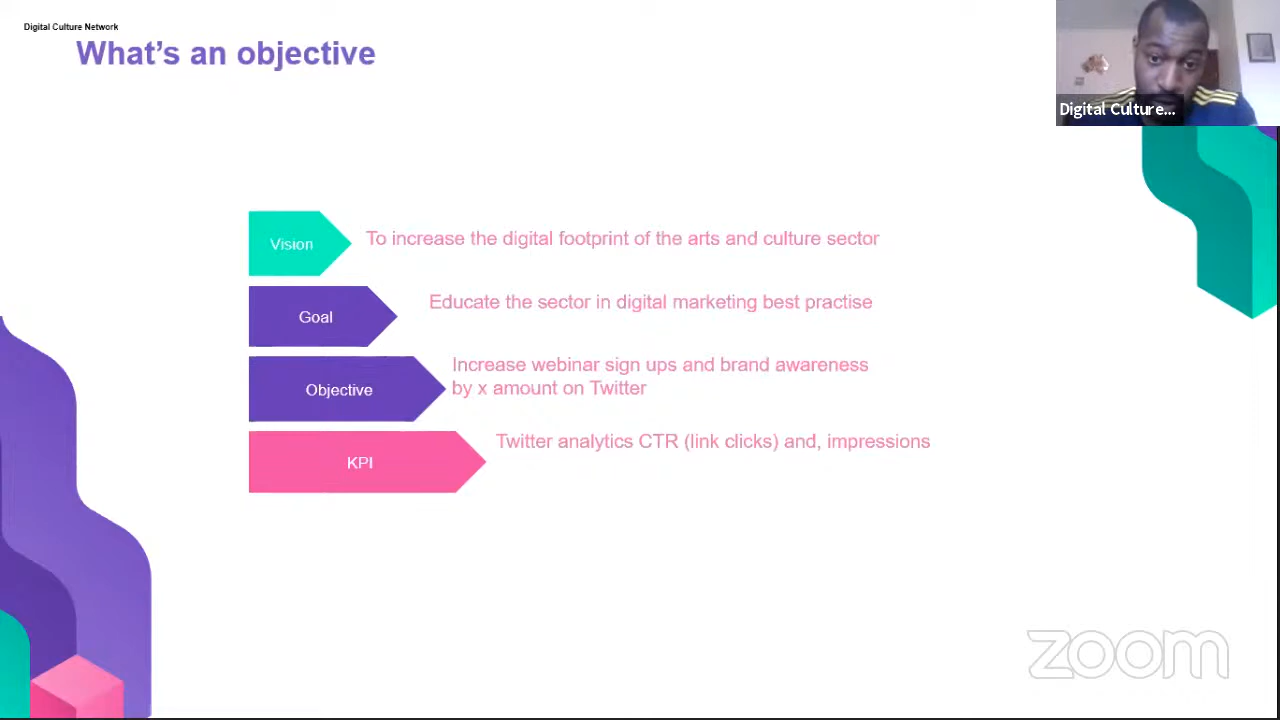 Digital Culture Network
What's an objective
Digital Culture...
Vision
To increase the digital footprint of the arts and culture sector
Goal
Educate the sector in digital marketing best practise
Objective
Increase webinar sign ups and brand awareness
by x amount on Twitter
KPI
Twitter analytics CTR (link clicks) and, impressions
zoom